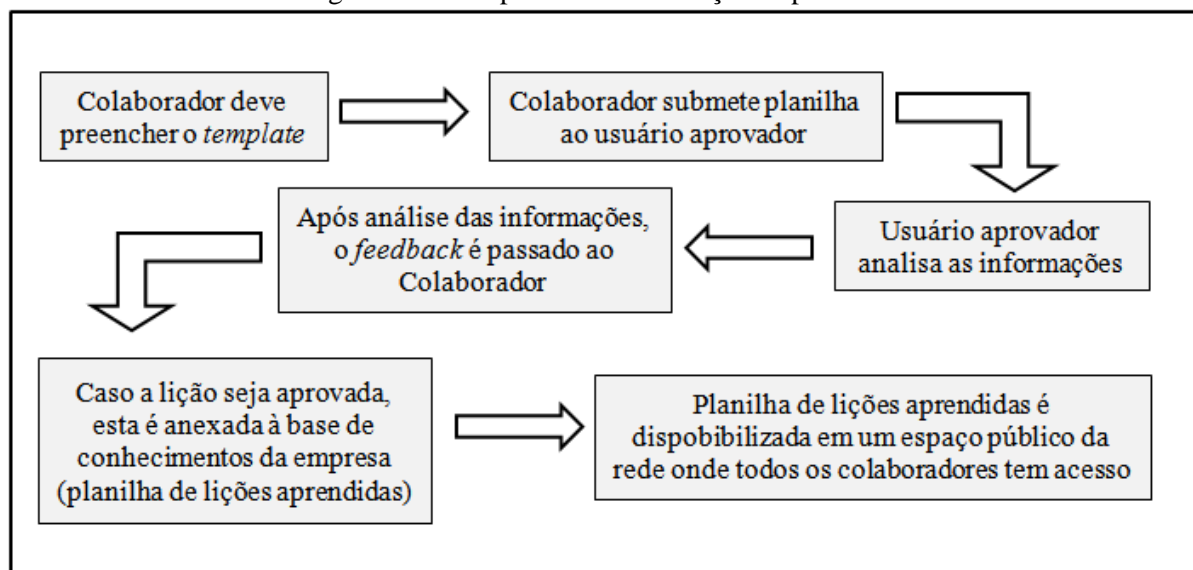 Colaborador deve
preencher o template
Colaborador submete planilha
ao usuário aprovador
Usuário aprovador
analisa as informações
Após análise das informações,
o feedback é passado ao
Colaborador
Caso a lição seja aprovada,
esta é anexada à base de
conhecimentos da empresa
(planilha de lições aprendidas)
Planilha de lições aprendidas é
dispobibilizada em um espaço público da
rede onde todos os colaboradores tem acesso